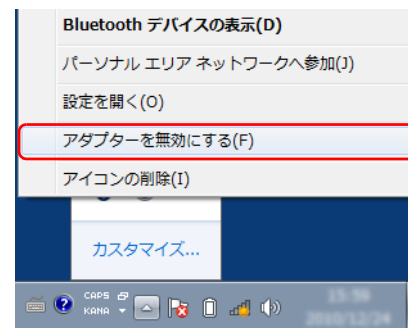 Bluetooth デバイスの表示(D)
パーソナル エリア ネットワークへ参加(J)
設定を開く(O)
アダプターを無効にする(F)
アイコンの削除(I)
カスタマイズ...
CAPS
KANA
15:59
2010/12/24